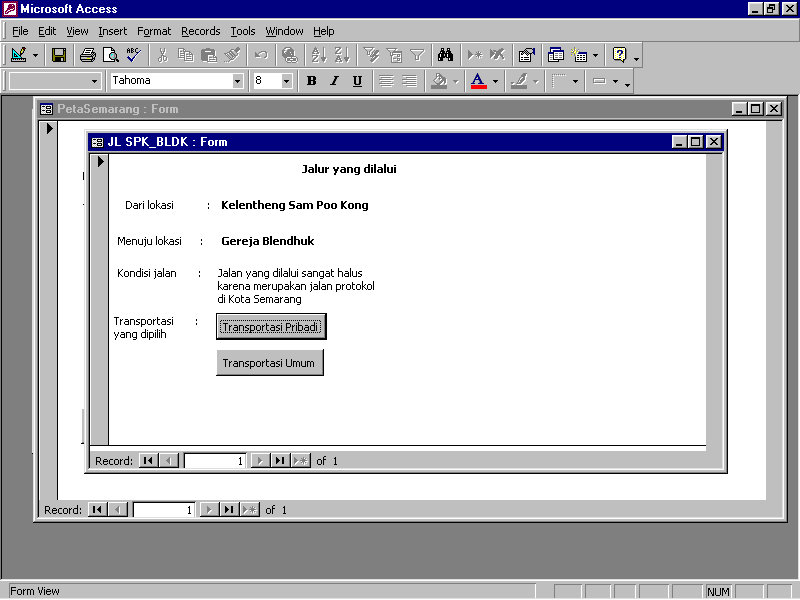 Microsoft Access
File Edit View Insert Format Records Tools Window Help
ABC
Tahoma 8 B I U A
PetaSemarang : Form
JL SPK_BLDK : Form
Jalur yang dilalui
Dari lokasi : Kelentheng Sam Poo Kong
Menuju lokasi : Gereja Blendhuk
Kondisi jalan : Jalan yang dilalui sangat halus
karena merupakan jalan protokol
di Kota Semarang
Transportasi : Transportasi Pribadi
yang dipilih
Transportasi Umum
Record: 1 of 1
Record: 1 of 1
Form View NUM